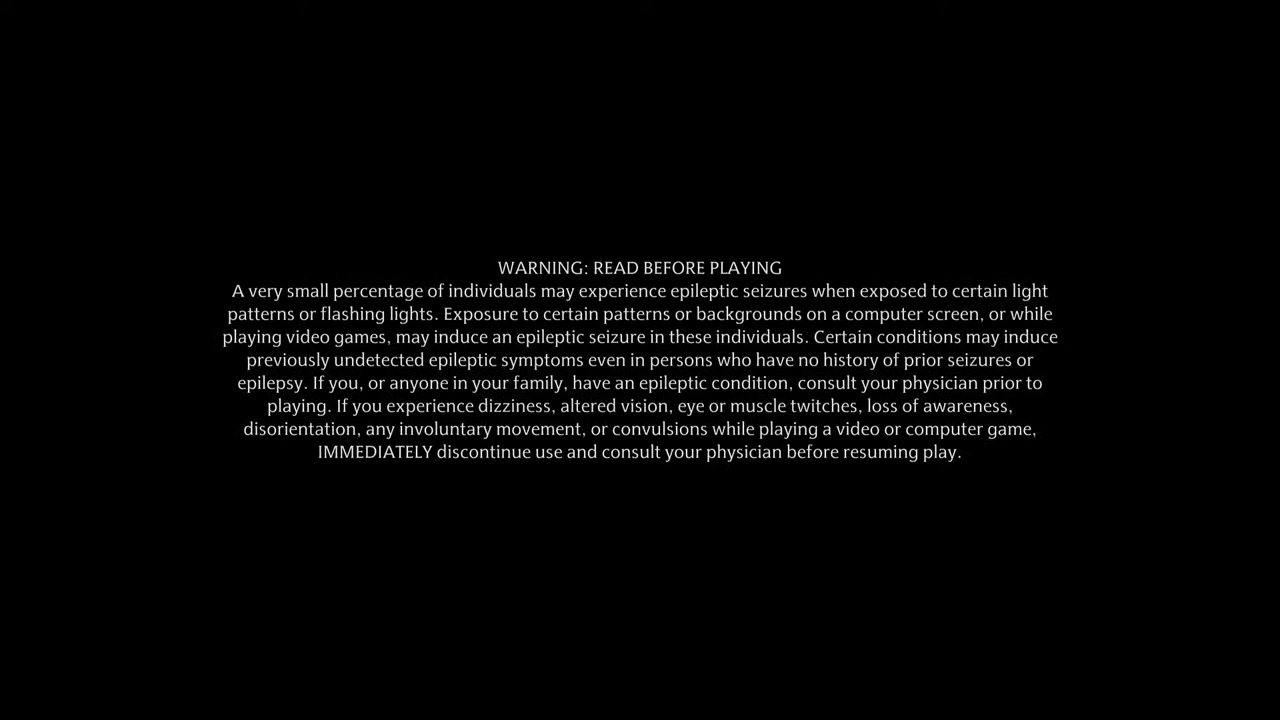 WARNING: READ BEFORE PLAYING
A very small percentage of individuals may experience epileptic seizures when exposed to certain light
patterns or flashing lights. Exposure to certain patterns or backgrounds on a computer screen, or while
playing video games, may induce an epileptic seizure in these individuals. Certain conditions may induce
previously undetected epileptic symptoms even in persons who have no history of prior seizures or
epilepsy. If you, or anyone in your family, have an epileptic condition, consult your physician prior to
playing. If you experience dizziness, altered vision, eye or muscle twitches, loss of awareness,
disorientation, any involuntary movement, or convulsions while playing a video or computer game,
IMMEDIATELY discontinue use and consult your physician before resuming play.